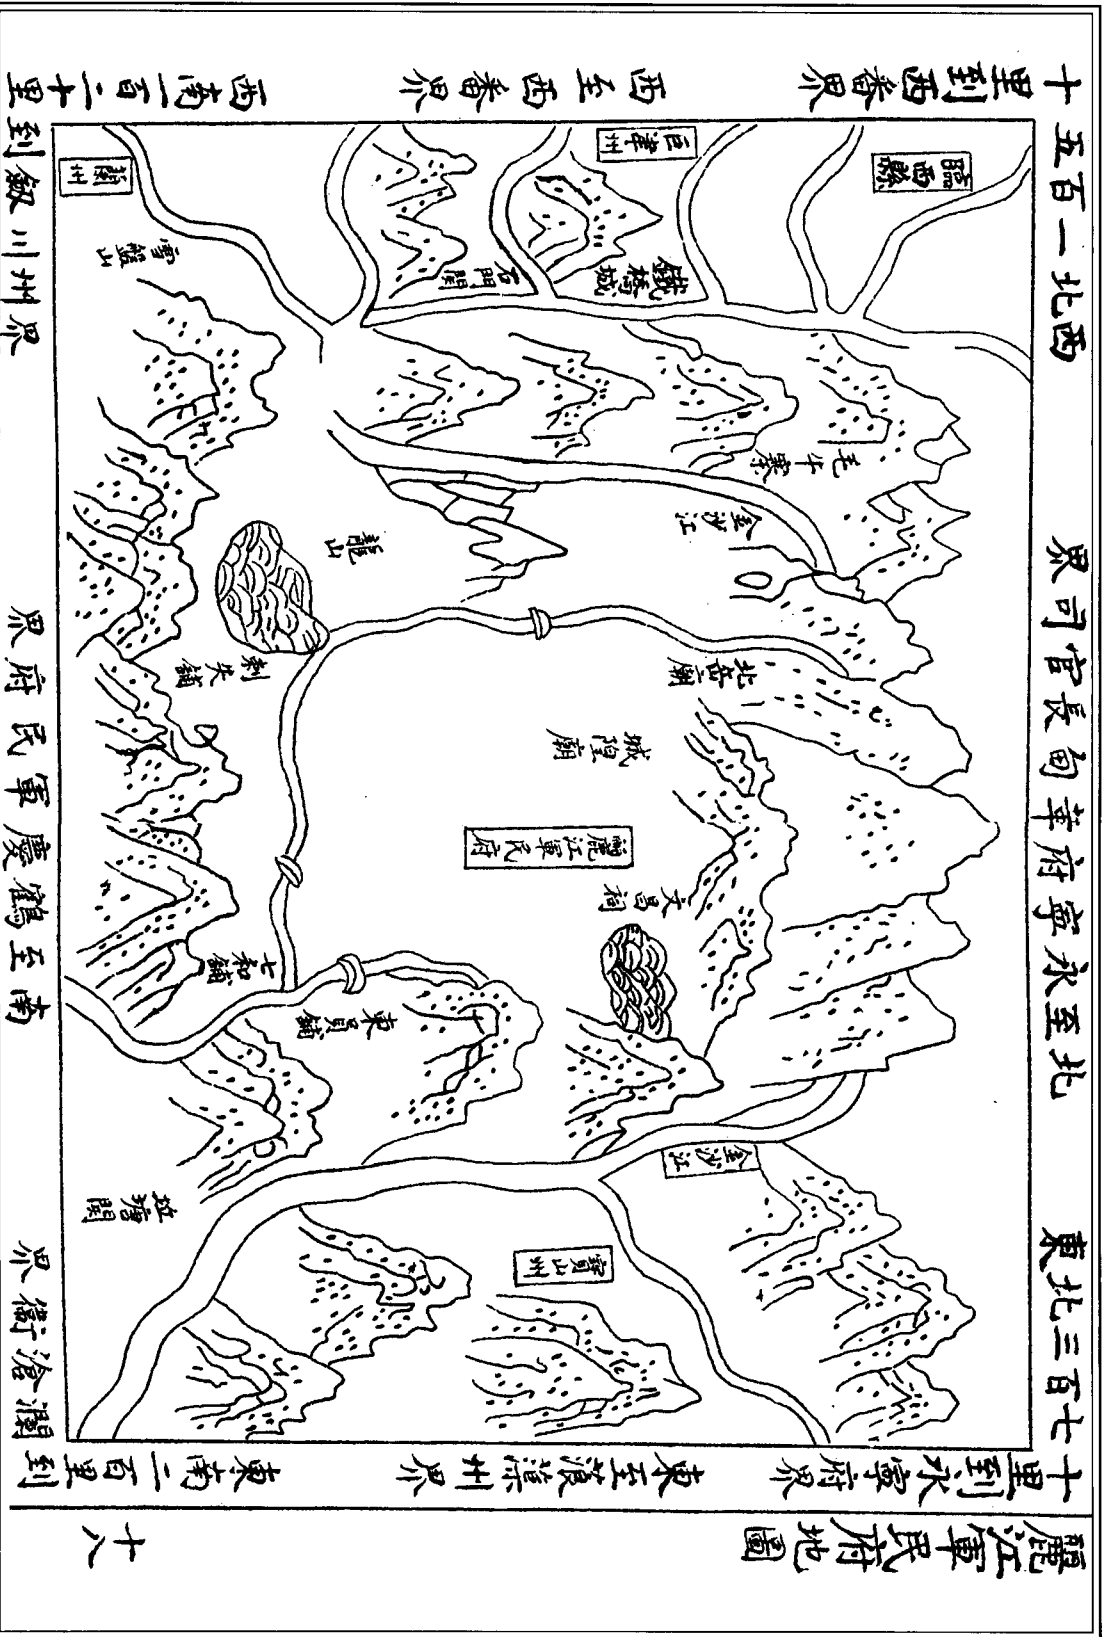 麗江軍民府地圖
十八
北至永寧府革甸長官司界
東北三百七十里到永寧府界
東至蒗蕖州界
東南二百里到瀾滄衛界
南至鶴慶軍民府界
西南一百二十里到劔川州界
西至西番界
西北一百五十里到西番界
臨西縣
巨津州
蘭州
鐵橋城
石門關
雪盤山
毛牛寨
金沙江
龍山
剌失鋪
北岳廟
城隍廟
麗江軍民府
文昌祠
七和鋪
東員鋪
金沙江
寶山州
塘關